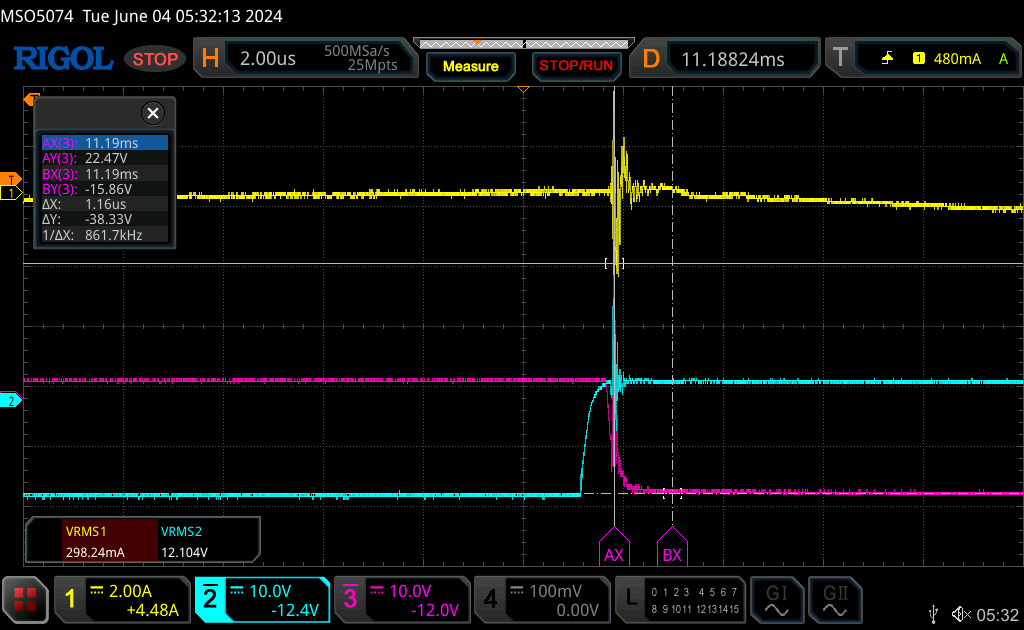 MSO5074 Tue June 04 05:32:13 2024
RIGOL STOP H 2.00us 500MSa/s 25Mpts Measure STOP/RUN D 11.18824ms T 1 480mA A
T
AX(3): 11.19ms
AY(3): 22.47V
BX(3): 11.19ms
BY(3): -15.86V
ΔX: 1.16us
ΔY: -38.33V
1/ΔX: 861.7kHz
T
1
2
AX BX
VRMS1 VRMS2
298.24mA 12.104V
1 2.00A +4.48A
2 10.0V -12.4V
3 10.0V -12.0V
4 100mV 0.00V
L 0 1 2 3 4 5 6 7
8 9 10 11 12 13 14 15
GI GII
05:32